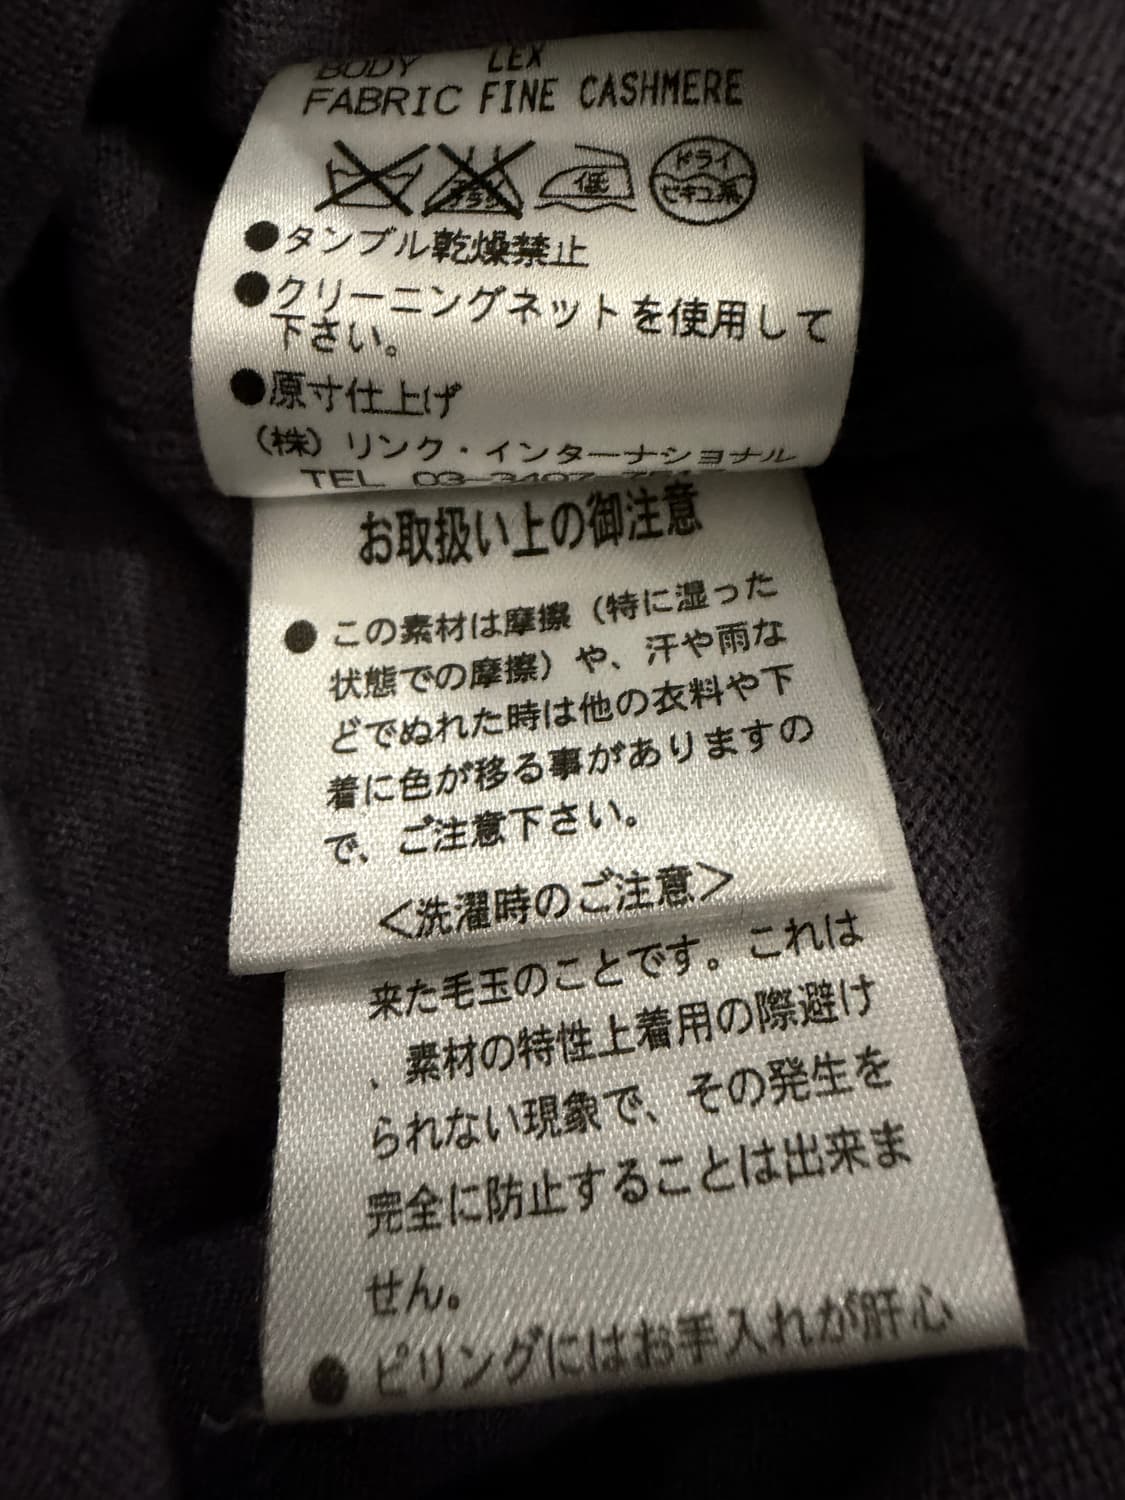 BODY LEX
FABRIC FINE CASHMERE
低 ドライ
エンソ サラシ セキユ系
●タンブル乾燥禁止
●クリーニングネットを使用して
下さい。
●原寸仕上げ
(株)リンク・インターナショナル
TEL 03-3407
お取扱い上の御注意
●この素材は摩擦(特に湿った
状態での摩擦)や、汗や雨な
どでぬれた時は他の衣料や下
着に色が移る事がありますの
で、ご注意下さい。
<洗濯時のご注意>
来た毛玉のことです。これは
、素材の特性上着用の際避け
られない現象で、その発生を
完全に防止することは出来ま
せん。
●ピリングにはお手入れが肝心